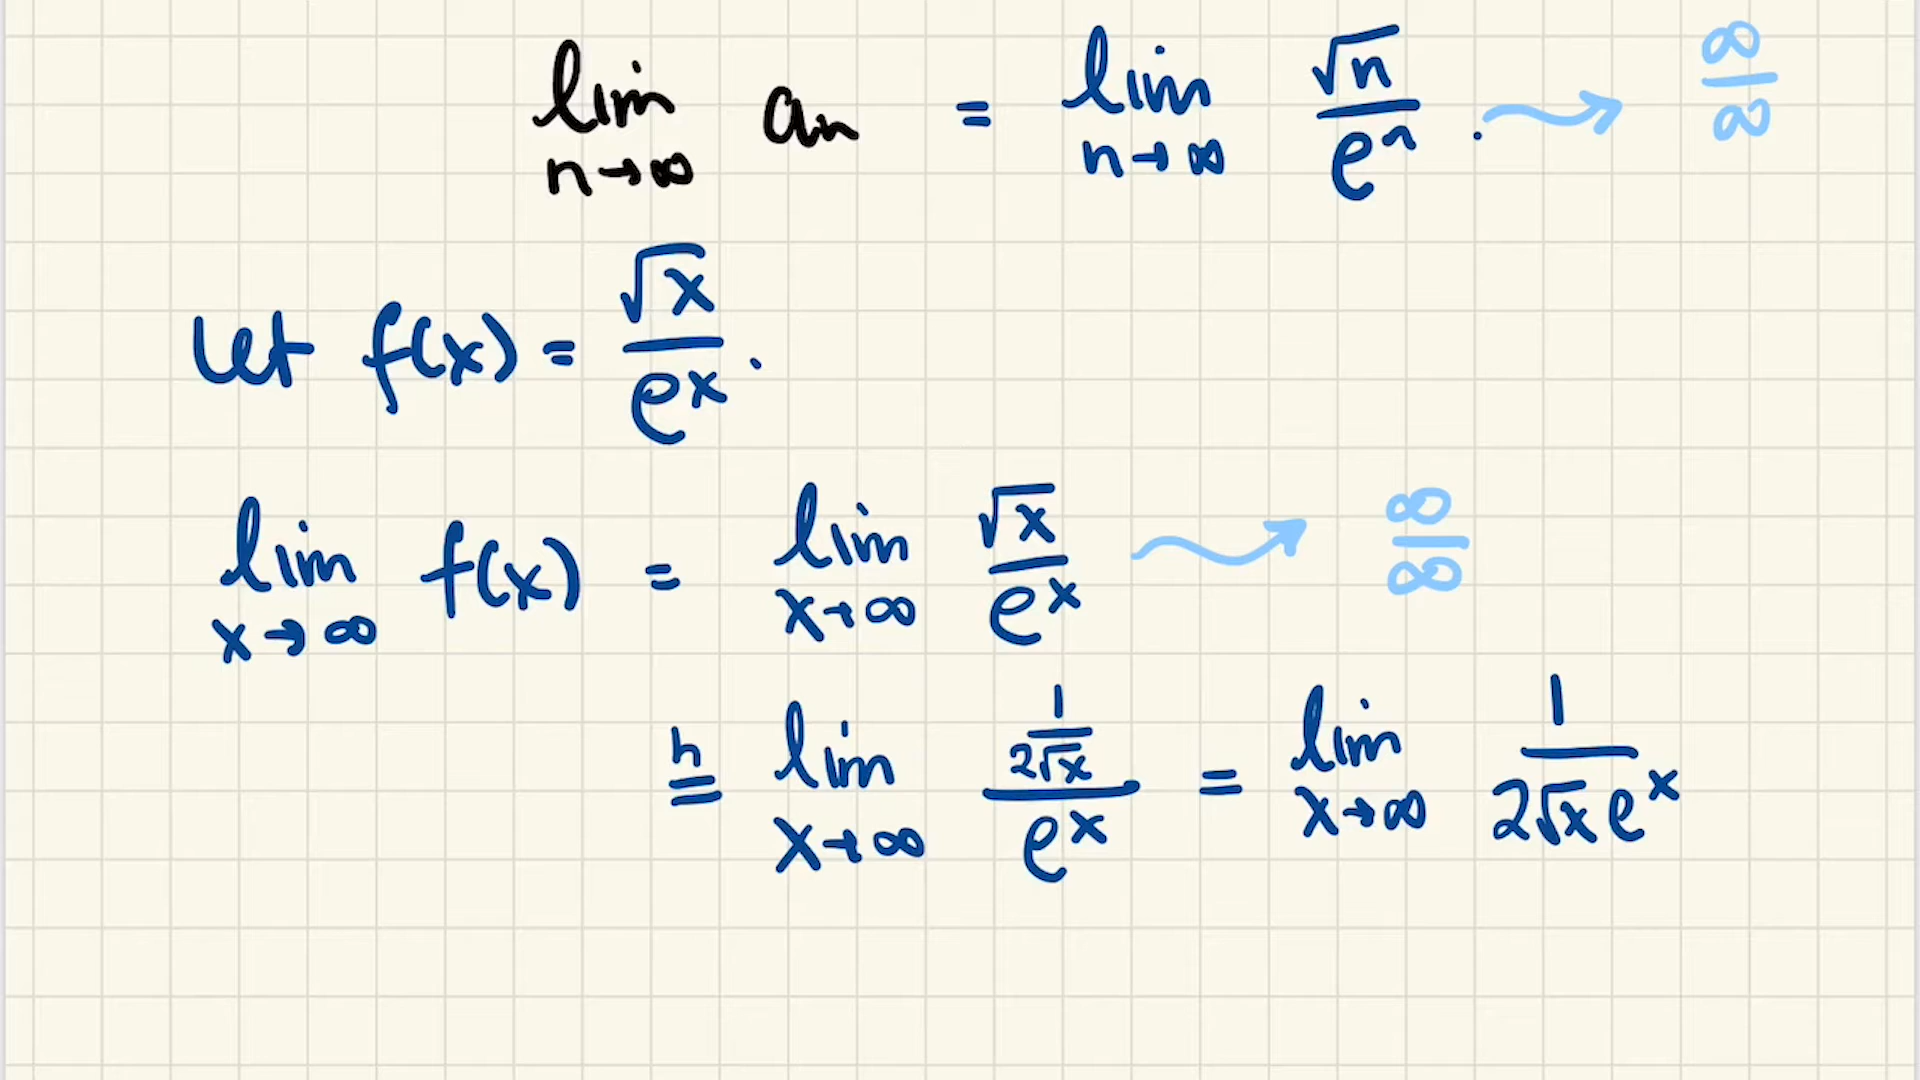 lim n→∞ aₙ = lim n→∞ √n / eⁿ . ⇝ ∞/∞
Let f(x) = √x / eˣ .
lim x→∞ f(x) = lim x→∞ √x / eˣ ⇝ ∞/∞
h= lim x→∞ (1 / 2√x) / eˣ = lim x→∞ 1 / 2√x eˣ